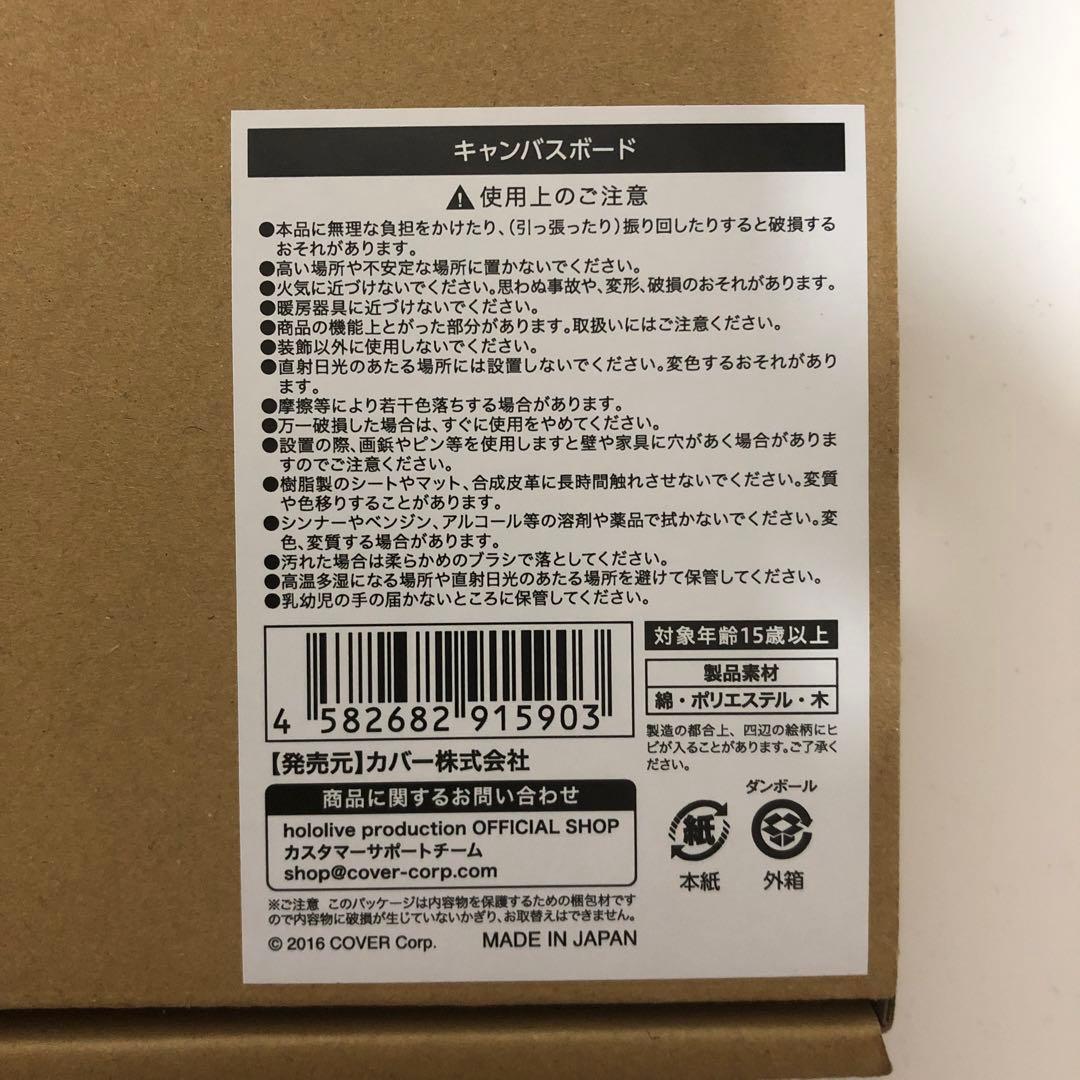 キャンバスボード
⚠使用上のご注意
●本品に無理な負担をかけたり、(引っ張ったり)振り回したりすると破損する
おそれがあります。
●高い場所や不安定な場所に置かないでください。
●火気に近づけないでください。思わぬ事故や、変形、破損のおそれがあります。
●暖房器具に近づけないでください。
●商品の機能上とがった部分があります。取扱いにはご注意ください。
●装飾以外に使用しないでください。
●直射日光のあたる場所には設置しないでください。変色するおそれがあり
ます。
●摩擦等により若干色落ちする場合があります。
●万一破損した場合は、すぐに使用をやめてください。
●設置の際、画鋲やピン等を使用しますと壁や家具に穴があく場合がありま
すのでご注意ください。
●樹脂製のシートやマット、合成皮革に長時間触れさせないでください。変質
や色移りすることがあります。
●シンナーやベンジン、アルコール等の溶剤や薬品で拭かないでください。変
色、変質する場合があります。
●汚れた場合は柔らかめのブラシで落としてください。
●高温多湿になる場所や直射日光のあたる場所を避けて保管してください。
●乳幼児の手の届かないところに保管してください。
4 582682 915903
【発売元】カバー株式会社
商品に関するお問い合わせ
hololive production OFFICIAL SHOP
カスタマーサポートチーム
shop@cover-corp.com
※ご注意 このパッケージは内容物を保護するための梱包材です
ので内容物に破損が生じていないかぎり、お取替えはできません。
© 2016 COVER Corp. MADE IN JAPAN
対象年齢15歳以上
製品素材
綿・ポリエステル・木
製造の都合上、四辺の絵柄にヒ
ビが入ることがあります。ご了承く
ださい。
ダンボール
紙
本紙 外箱